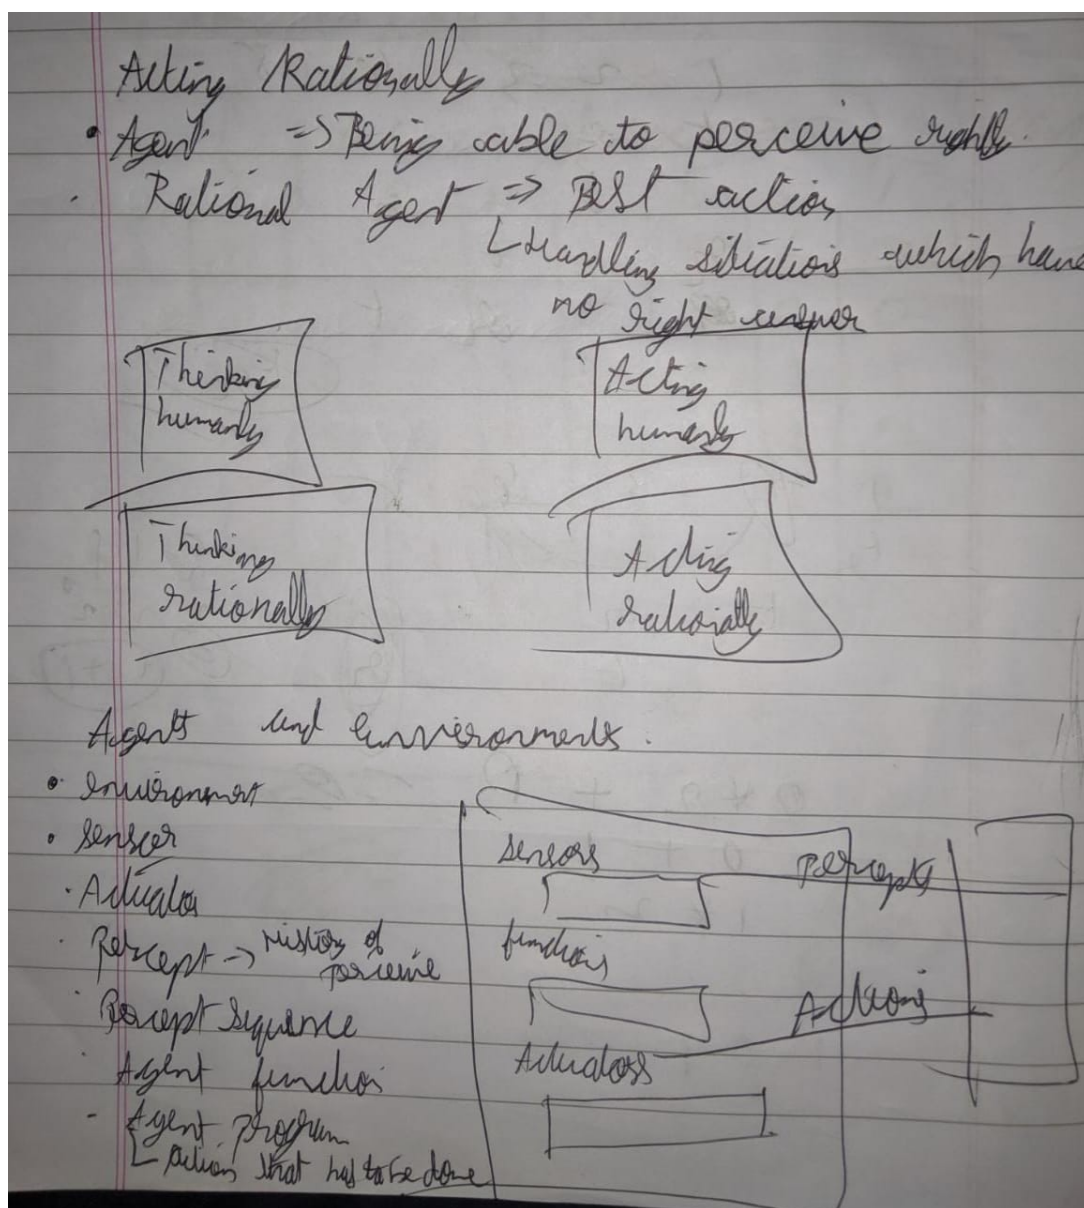 Acting Rationally
• Agent => Being able to perceive rightly.
. Rational Agent => Best action
Handling situations which have
no right answer
Thinking
humanly
Acting
humanly
Thinking
rationally
Acting
rationally
Agents and Environments.
• Environment
• Sensor
• Actuator
. Percept -> History of
perceive
. Percept Sequence
Agent function
- Agent Program
Action that has to be done
Sensors
Percepts
functions
Actions
Actuators